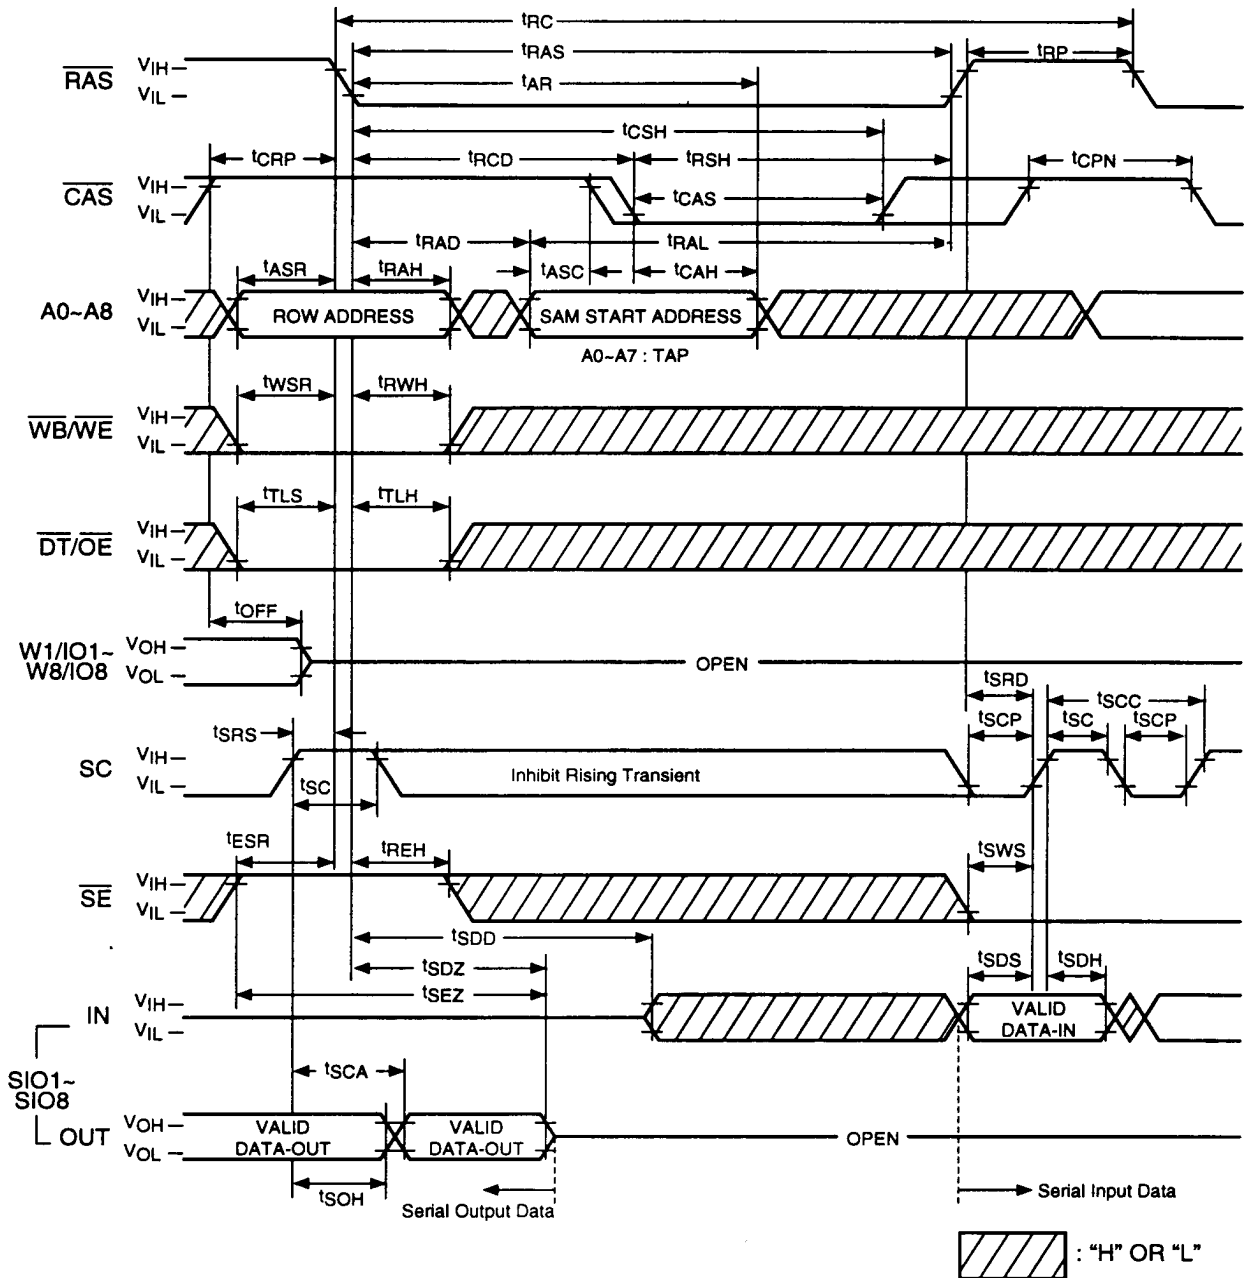 tRC
tRAS
tRP
RAS
VIH
VIL
tAR
tCSH
tCRP
tRCD
tRSH
tCPN
CAS
VIH
VIL
tCAS
tRAD
tRAL
tASR
tRAH
tASC
tCAH
A0~A8
VIH
VIL
ROW ADDRESS
SAM START ADDRESS
A0~A7 : TAP
tWSR
tRWH
WB/WE
VIH
VIL
tTLS
tTLH
DT/OE
VIH
VIL
tOFF
W1/IO1~
W8/IO8
VOH
VOL
OPEN
tSRD
tSCC
tSRS
tSCP
tSC
tSCP
SC
VIH
VIL
tSC
Inhibit Rising Transient
tESR
tREH
tSWS
SE
VIH
VIL
tSDD
tSDZ
tSEZ
tSDS
tSDH
IN
VIH
VIL
VALID
DATA-IN
SIO1~
SIO8
tSCA
OUT
VOH
VOL
VALID
DATA-OUT
VALID
DATA-OUT
OPEN
tSOH
Serial Output Data
Serial Input Data
: "H" OR "L"